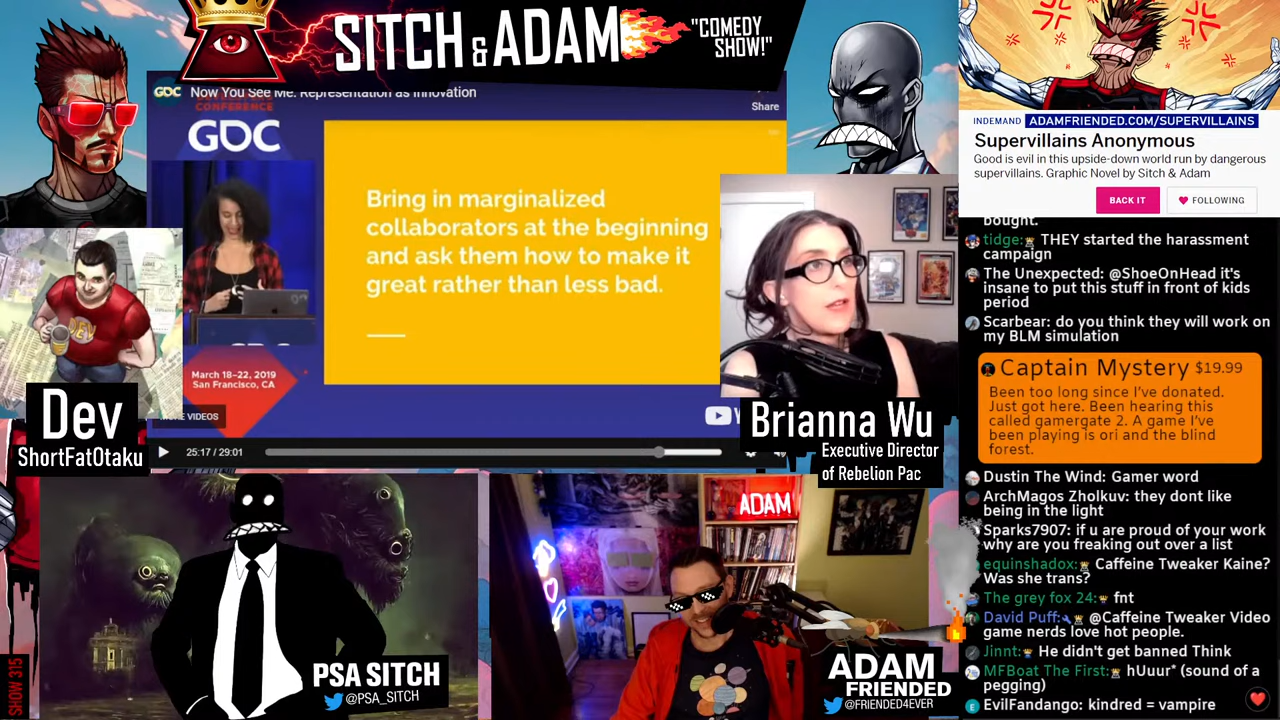 SITCH & ADAM
"COMEDY
SHOW!"
GDC
Now You See Me: Representation as Innovation
Share
CONFERENCE
GDC
Bring in marginalized
collaborators at the beginning
and ask them how to make it
great rather than less bad.
March 18-22, 2019
San Francisco, CA
VIDEOS
25:17 / 29:01
DEV
Dev
ShortFatOtaku
Brianna Wu
Executive Director
of Rebelion Pac
SHOW 315
PSA SITCH
@PSA_SITCH
ADAM
ADAM
FRIENDED
@FRIENDED4EVER
INDEMAND ADAMFRIENDED.COM/SUPERVILLAINS
Supervillains Anonymous
Good is evil in this upside-down world run by dangerous
supervillains. Graphic Novel by Sitch & Adam
BACK IT
FOLLOWING
bought.
tidge: THEY started the harassment
campaign
The Unexpected: @ShoeOnHead it's
insane to put this stuff in front of kids
period
Scarbear: do you think they will work on
my BLM simulation
Captain Mystery $19.99
Been too long since I've donated.
Just got here. Been hearing this
called gamergate 2. A game I've
been playing is ori and the blind
forest.
Dustin The Wind: Gamer word
ArchMagos Zholkuv: they dont like
being in the light
Sparks7907: if u are proud of your work
why are you freaking out over a list
equinshadox: Caffeine Tweaker Kaine?
Was she trans?
The grey fox 24: fnt
David Puff: @Caffeine Tweaker Video
game nerds love hot people.
Jinnt: He didn't get banned Think
MFBoat The First: hUuur* (sound of a
pegging)
E EvilFandango: kindred = vampire